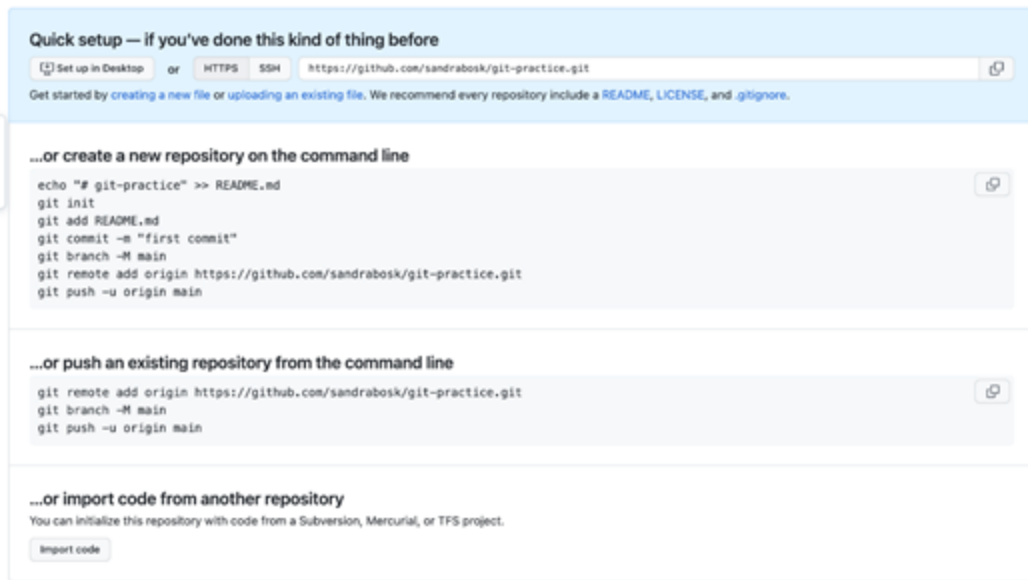 Quick setup — if you've done this kind of thing before
Set up in Desktop or HTTPS SSH https://github.com/sandrabosk/git-practice.git
Get started by creating a new file or uploading an existing file. We recommend every repository include a README, LICENSE, and .gitignore.
...or create a new repository on the command line
echo "# git-practice" >> README.md
git init
git add README.md
git commit -m "first commit"
git branch -M main
git remote add origin https://github.com/sandrabosk/git-practice.git
git push -u origin main
...or push an existing repository from the command line
git remote add origin https://github.com/sandrabosk/git-practice.git
git branch -M main
git push -u origin main
...or import code from another repository
You can initialize this repository with code from a Subversion, Mercurial, or TFS project.
Import code